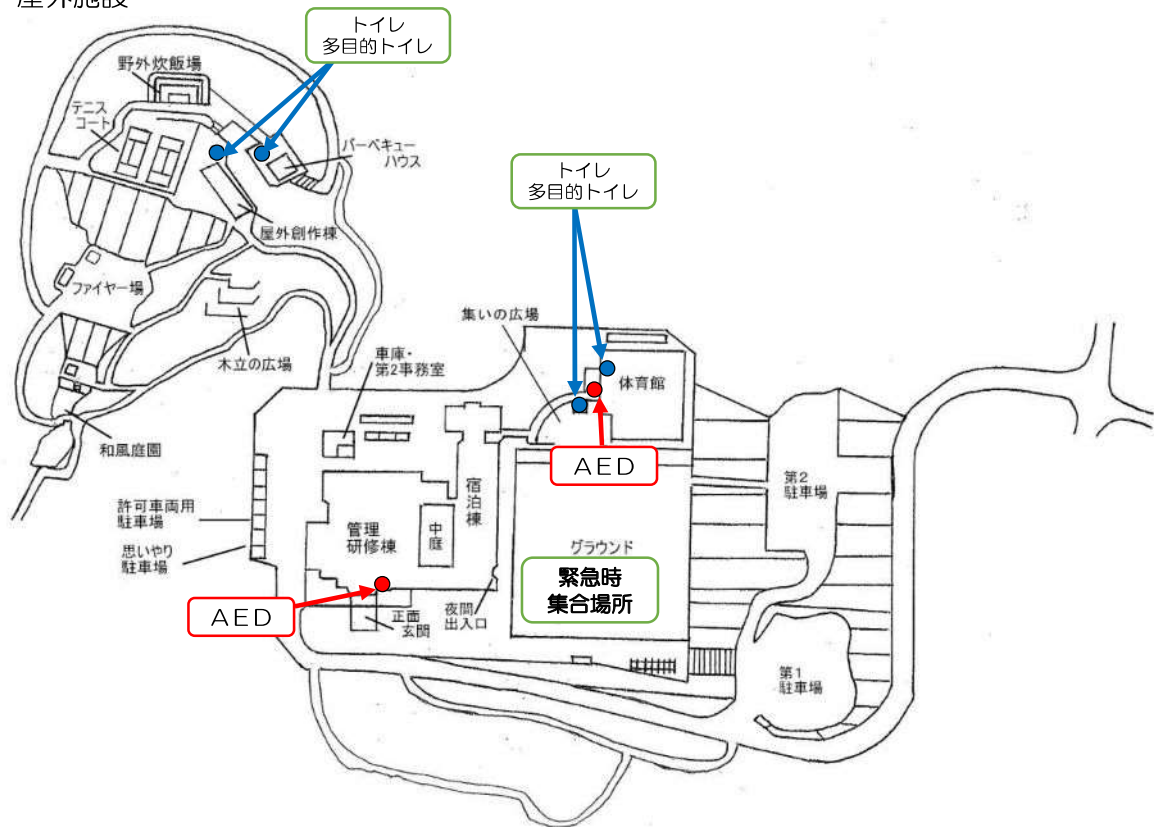 屋外施設
トイレ
多目的トイレ
野外炊飯場
テニス
コート
バーベキュー
ハウス
トイレ
多目的トイレ
屋外創作棟
ファイヤー場
木立の広場
集いの広場
車庫・
第2事務室
体育館
AED
和風庭園
宿泊棟
第2
駐車場
許可車両用
駐車場
管理
研修棟
中庭
グラウンド
思いやり
駐車場
緊急時
集合場所
AED
正面
玄関
夜間
出入口
第1
駐車場